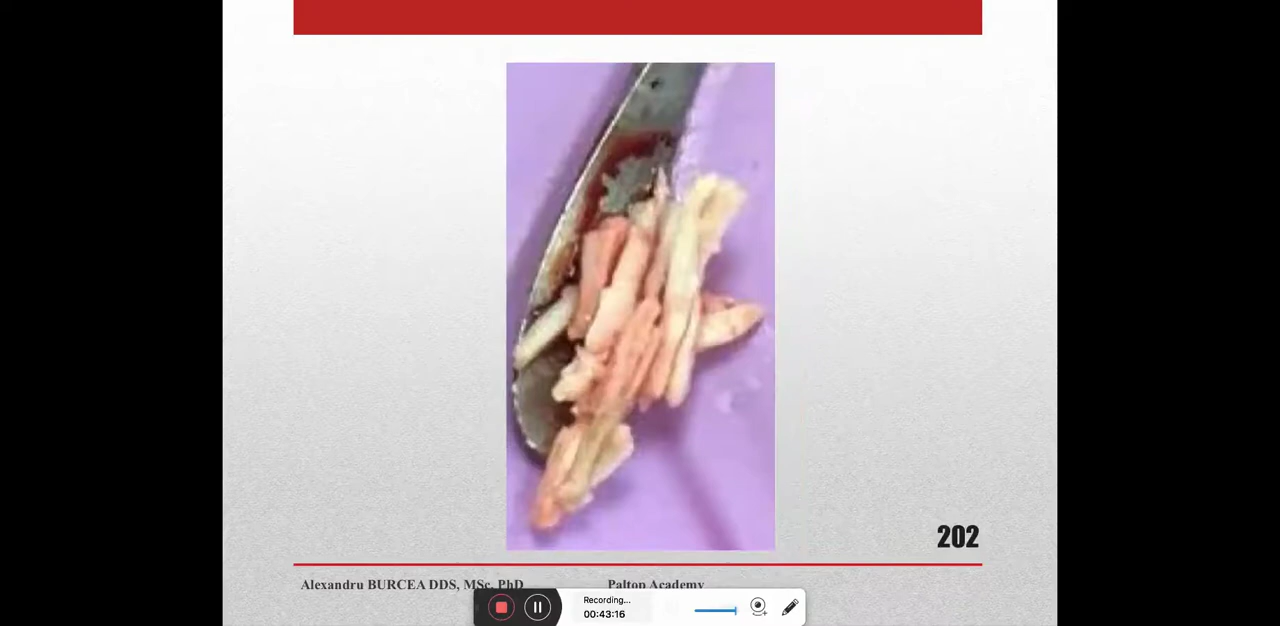 202
Alexandru BURCEA DDS, MSc, PhD
Palton Academy
Recording...
00:43:16